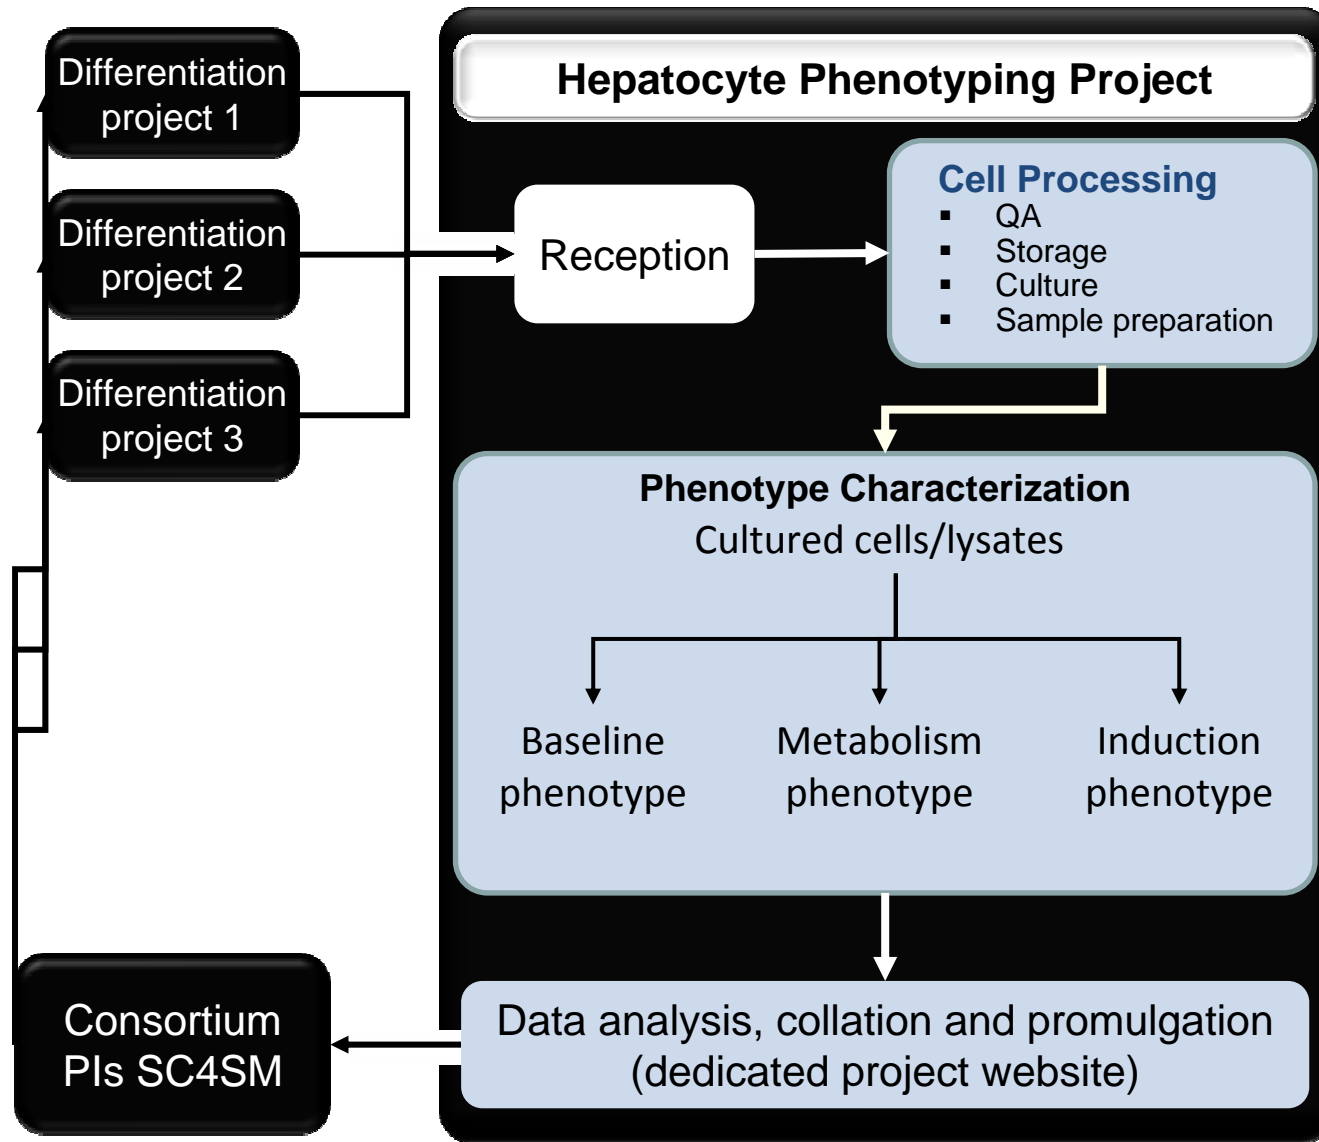 Differentiation
project 1
Differentiation
project 2
Differentiation
project 3
Consortium
PIs SC4SM
Hepatocyte Phenotyping Project
Reception
Cell Processing
▪ QA
▪ Storage
▪ Culture
▪ Sample preparation
Phenotype Characterization
Cultured cells/lysates
Baseline
phenotype
Metabolism
phenotype
Induction
phenotype
Data analysis, collation and promulgation
(dedicated project website)